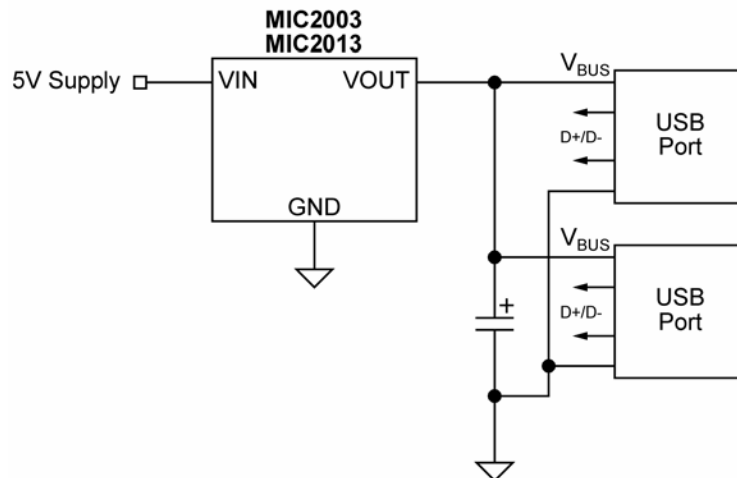 MIC2003
MIC2013
5V Supply
VIN
VOUT
GND
VBUS
D+/D-
USB
Port
VBUS
D+/D-
USB
Port
+